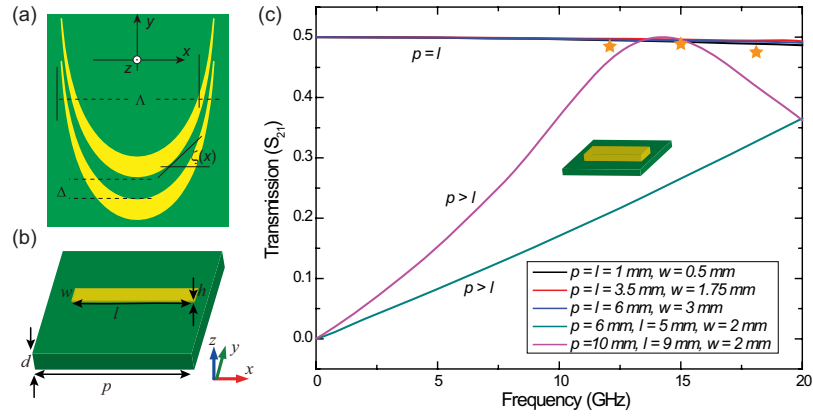 (a)
y
x
z
Λ
ζ(x)
Δ
(b)
w
h
l
d
p
z
y
x
(c)
Transmission (S21)
0.5
0.4
0.3
0.2
0.1
0.0
p = l
p > l
p > l
p = l = 1 mm, w = 0.5 mm
p = l = 3.5 mm, w = 1.75 mm
p = l = 6 mm, w = 3 mm
p = 6 mm, l = 5 mm, w = 2 mm
p =10 mm, l = 9 mm, w = 2 mm
0 5 10 15 20
Frequency (GHz)